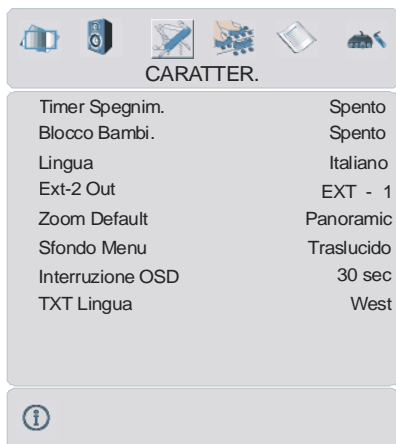 CARATTER.
Timer Spegnim. Spento
Blocco Bambi. Spento
Lingua Italiano
Ext-2 Out EXT - 1
Zoom Default Panoramic
Sfondo Menu Traslucido
Interruzione OSD 30 sec
TXT Lingua West